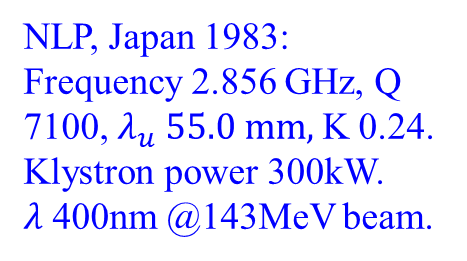 NLP, Japan 1983:
Frequency 2.856 GHz, Q
7100, λᵤ 55.0 mm, K 0.24.
Klystron power 300kW.
λ 400nm @143MeV beam.